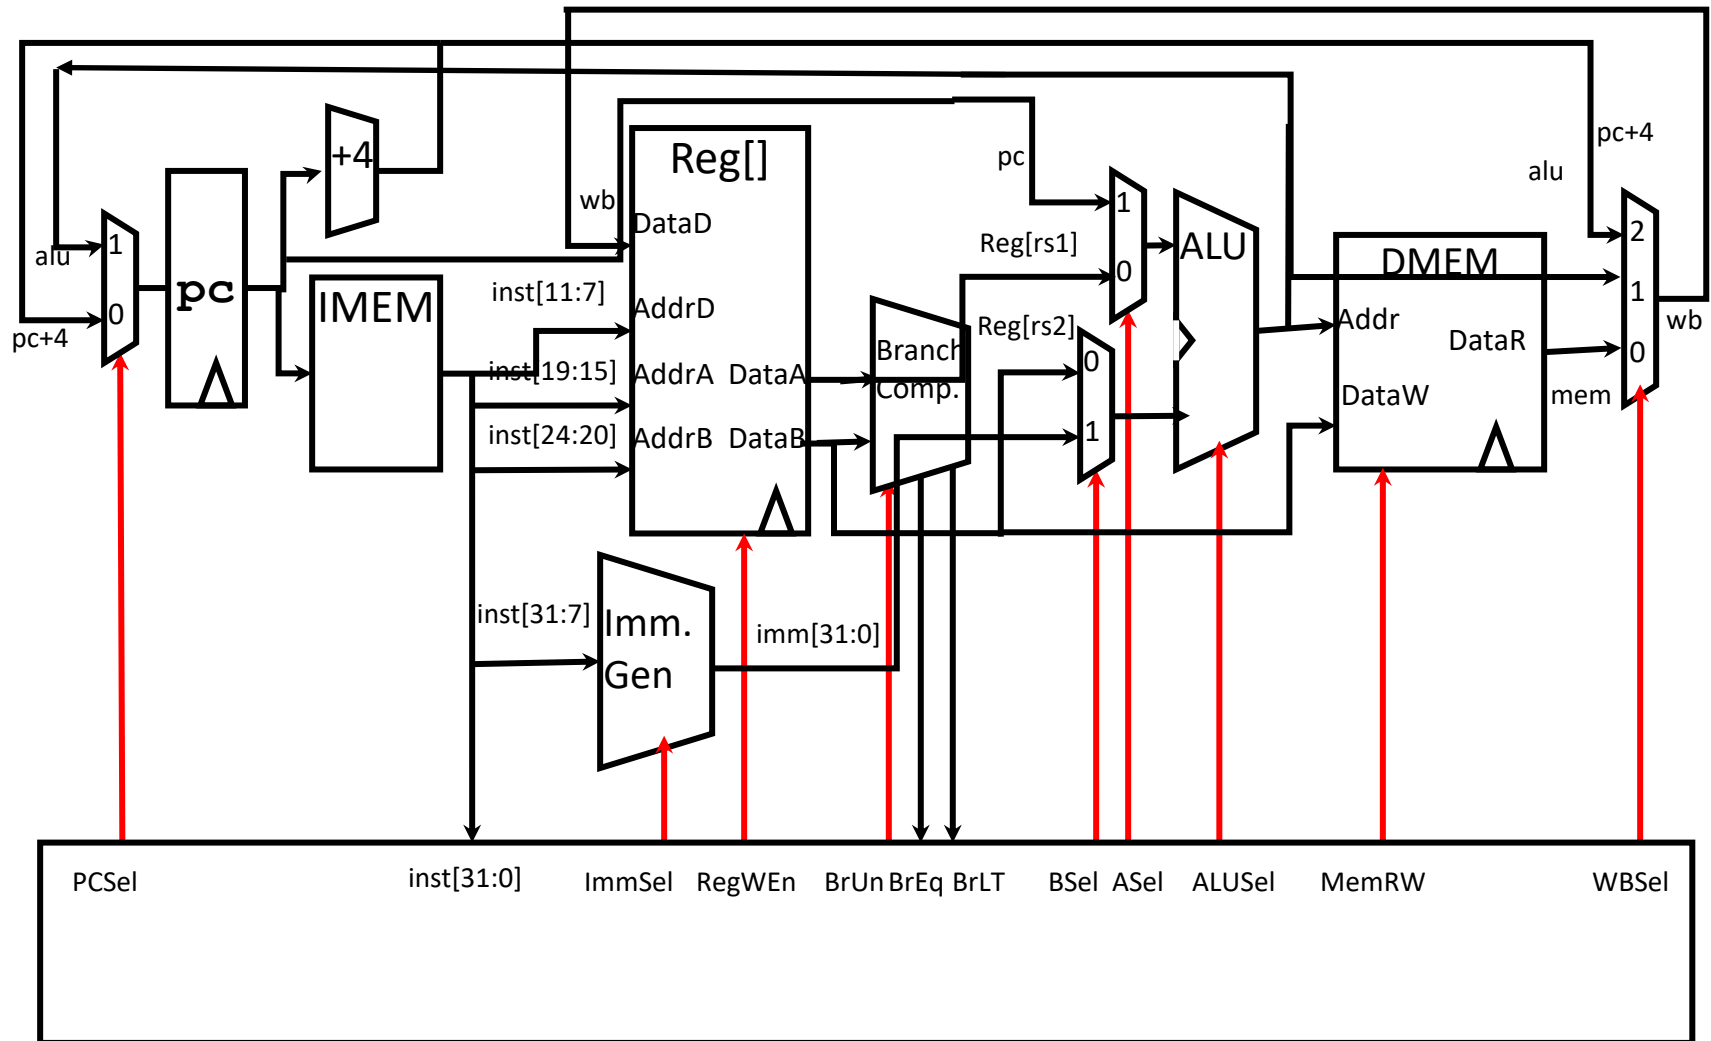 pc+4
alu
pc
+4
Reg[]
wb
DataD
1
alu
0
pc+4
pc
IMEM
inst[11:7]
AddrD
inst[19:15]
AddrA
DataA
inst[24:20]
AddrB
DataB
Reg[rs1]
Reg[rs2]
Branch
Comp.
1
0
0
1
ALU
DMEM
Addr
DataR
DataW
mem
2
1
0
wb
inst[31:7]
Imm.
Gen
imm[31:0]
PCSel
inst[31:0]
ImmSel
RegWEn
BrUn
BrEq
BrLT
BSel
ASel
ALUSel
MemRW
WBSel